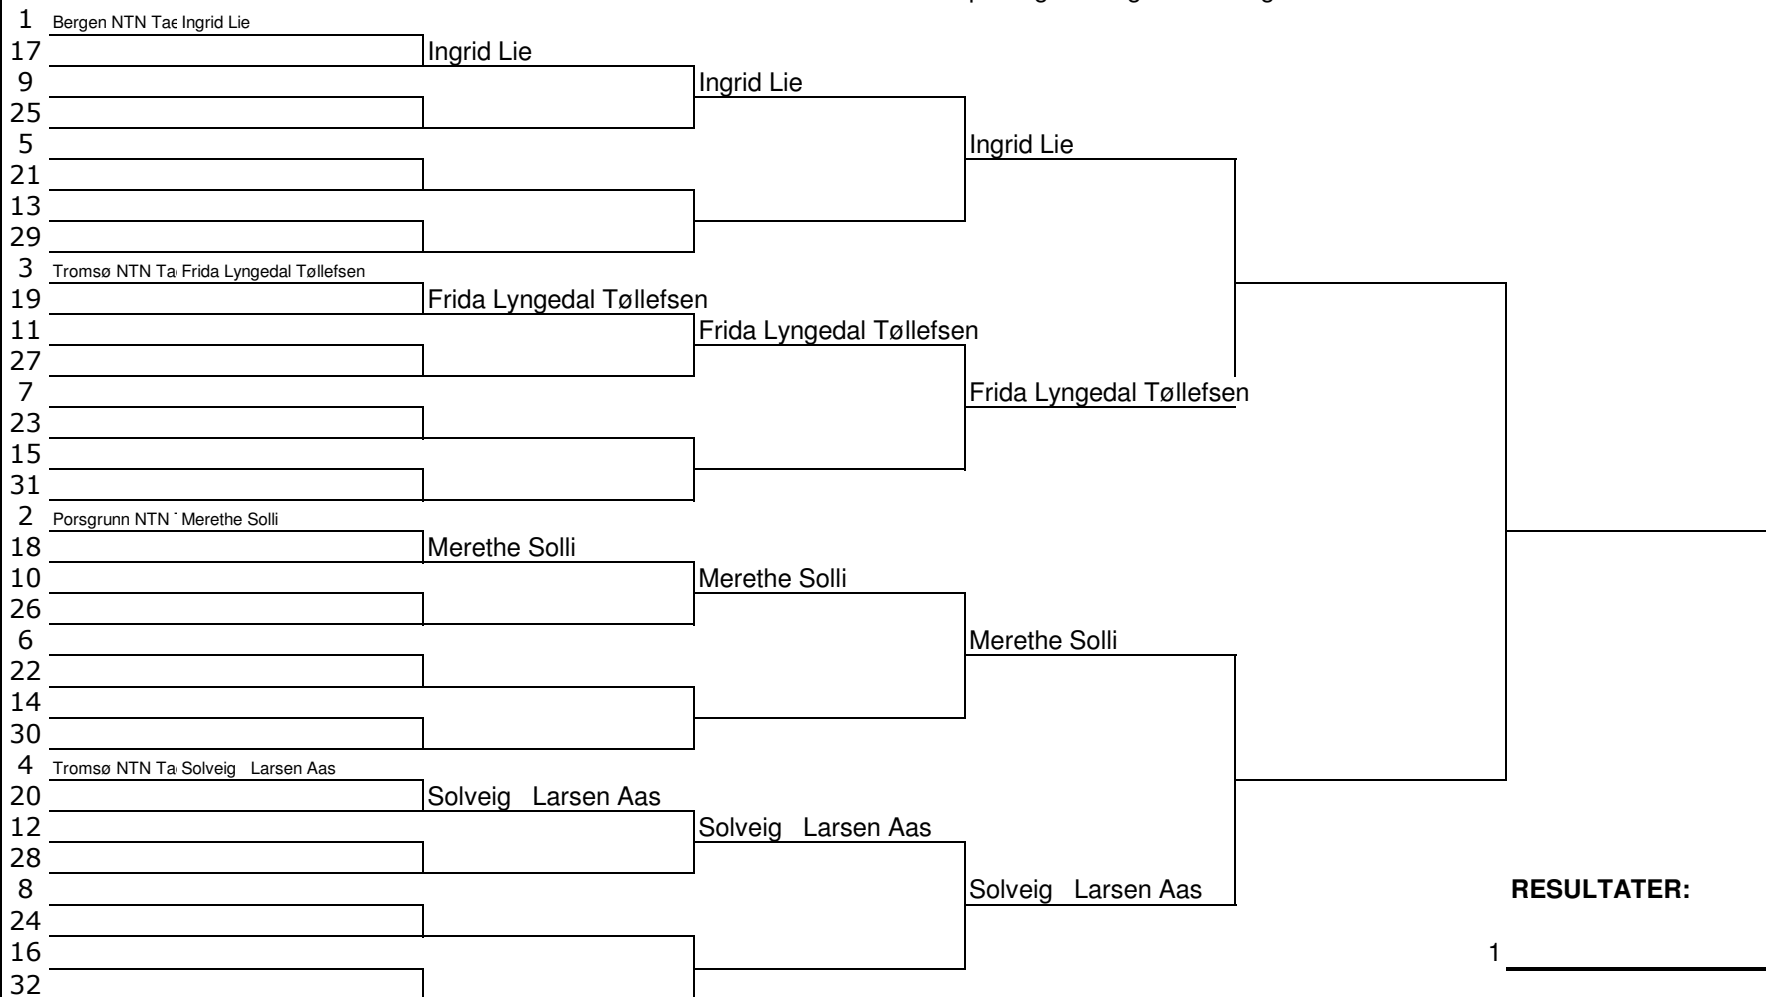 1 Bergen NTN Tae Ingrid Lie
17 Ingrid Lie
9 Ingrid Lie
25
5 Ingrid Lie
21
13
29
3 Tromsø NTN Ta Frida Lyngedal Tøllefsen
19 Frida Lyngedal Tøllefsen
11 Frida Lyngedal Tøllefsen
27
7 Frida Lyngedal Tøllefsen
23
15
31
2 Porsgrunn NTN Merethe Solli
18 Merethe Solli
10 Merethe Solli
26
6 Merethe Solli
22
14
30
4 Tromsø NTN Ta Solveig Larsen Aas
20 Solveig Larsen Aas
12 Solveig Larsen Aas
28
8 Solveig Larsen Aas RESULTATER:
24
16 1
32